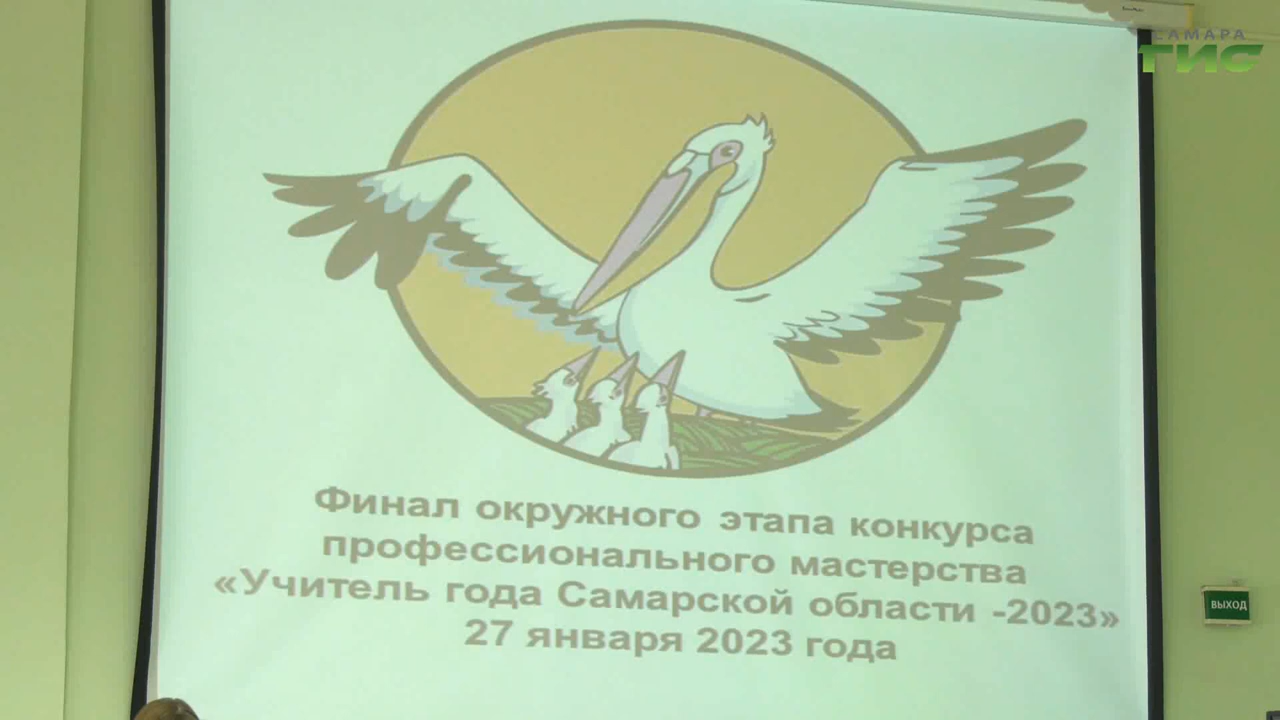 САМАРА
ГИС
Финал окружного этапа конкурса
профессионального мастерства
«Учитель года Самарской области -2023»
27 января 2023 года
ВЫХОД